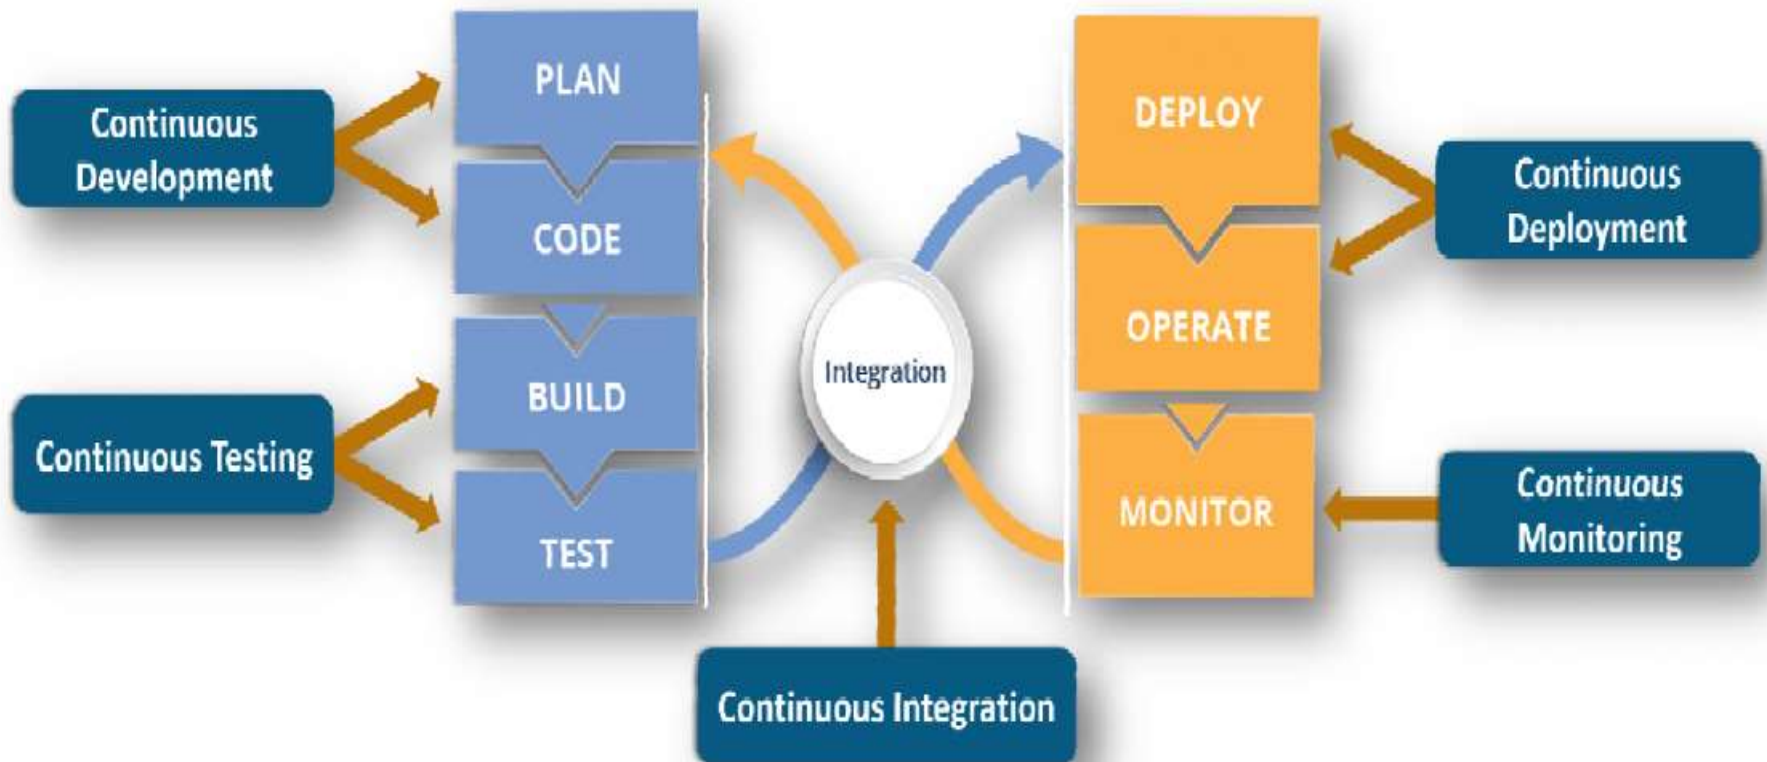 PLAN
CODE
BUILD
TEST
Continuous
Development
Continuous Testing
Integration
Continuous Integration
DEPLOY
OPERATE
MONITOR
Continuous
Deployment
Continuous
Monitoring